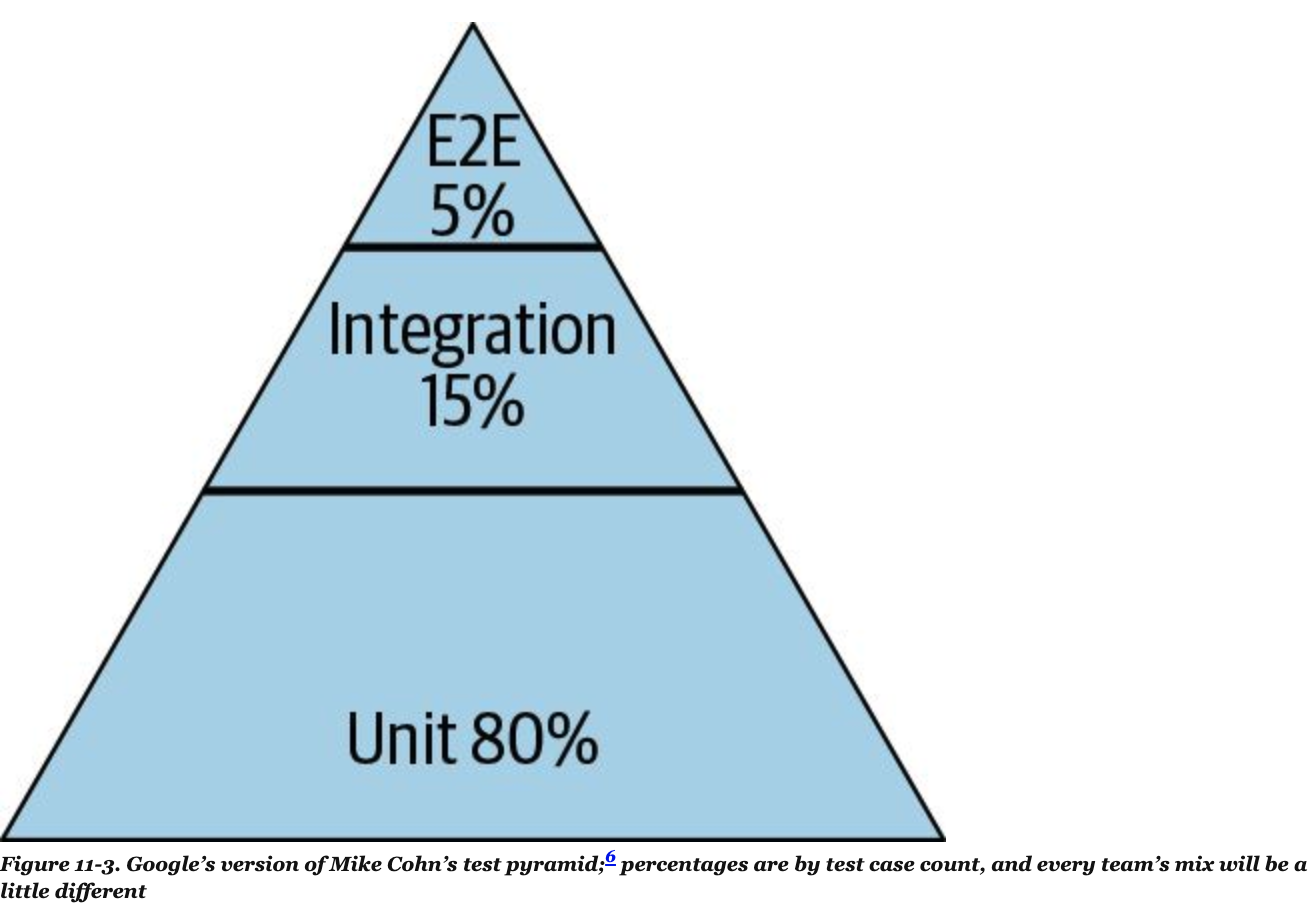 E2E
5%
Integration
15%
Unit 80%
Figure 11-3. Google’s version of Mike Cohn’s test pyramid;6 percentages are by test case count, and every team’s mix will be a
little different